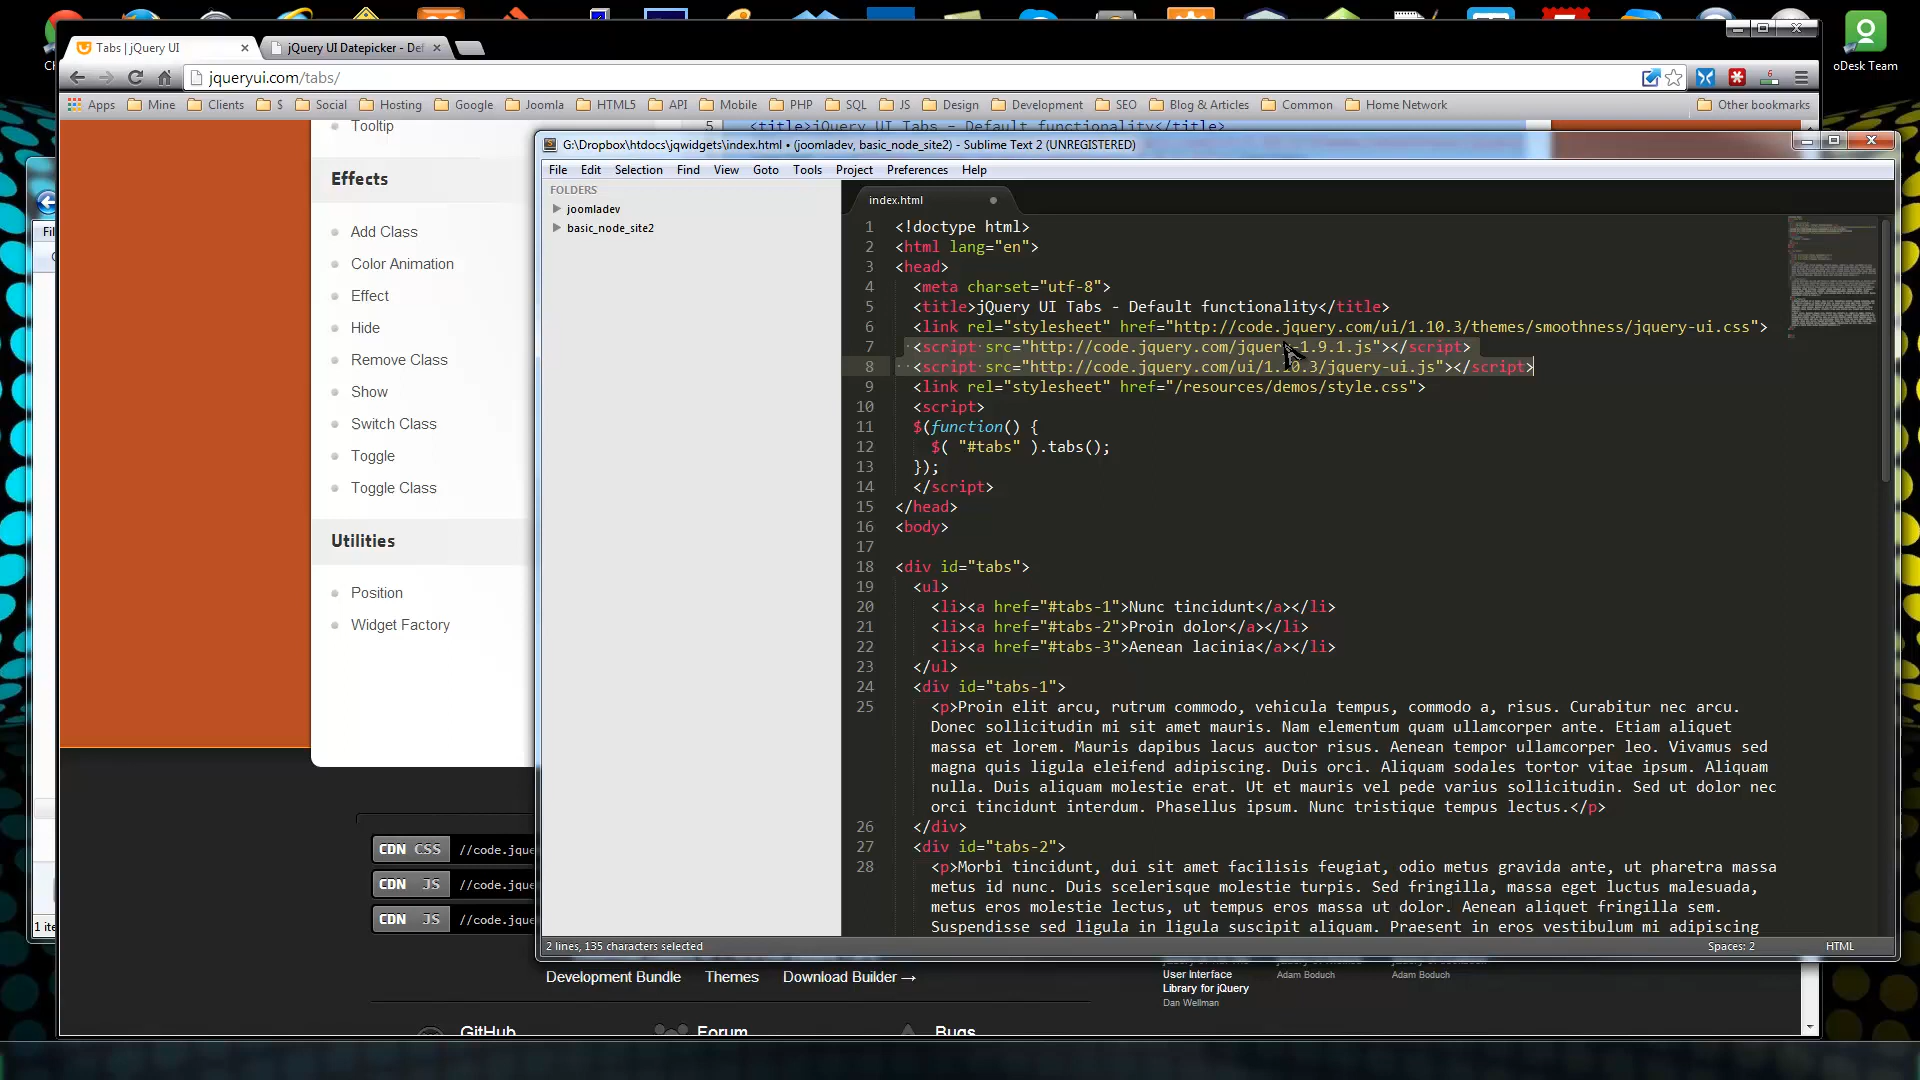 Tabs | jQuery UI
jQuery UI Datepicker - Def
oDesk Team
jqueryui.com/tabs/
Apps Mine Clients $ Social Hosting Google Joomla HTML5 API Mobile PHP SQL JS Design Development SEO Blog & Articles Common Home Network Other bookmarks
Tooltip
5 <title>jQuery UI Tabs - Default functionality</title>
Effects
Add Class
Color Animation
Effect
Hide
Remove Class
Show
Switch Class
Toggle
Toggle Class
Utilities
Position
Widget Factory
CDN CSS //code.jque
CDN JS //code.jque
CDN JS //code.jque
G:\Dropbox\htdocs\jqwidgets\index.html • (joomladev, basic_node_site2) - Sublime Text 2 (UNREGISTERED)
File Edit Selection Find View Goto Tools Project Preferences Help
FOLDERS
joomladev
basic_node_site2
index.html
1 <!doctype html>
2 <html lang="en">
3 <head>
4 <meta charset="utf-8">
5 <title>jQuery UI Tabs - Default functionality</title>
6 <link rel="stylesheet" href="http://code.jquery.com/ui/1.10.3/themes/smoothness/jquery-ui.css">
7 <script src="http://code.jquery.com/jquery-1.9.1.js"></script>
8 <script src="http://code.jquery.com/ui/1.10.3/jquery-ui.js"></script>
9 <link rel="stylesheet" href="/resources/demos/style.css">
10 <script>
11 $(function() {
12 $( "#tabs" ).tabs();
13 });
14 </script>
15 </head>
16 <body>
17
18 <div id="tabs">
19 <ul>
20 <li><a href="#tabs-1">Nunc tincidunt</a></li>
21 <li><a href="#tabs-2">Proin dolor</a></li>
22 <li><a href="#tabs-3">Aenean lacinia</a></li>
23 </ul>
24 <div id="tabs-1">
25 <p>Proin elit arcu, rutrum commodo, vehicula tempus, commodo a, risus. Curabitur nec arcu.
Donec sollicitudin mi sit amet mauris. Nam elementum quam ullamcorper ante. Etiam aliquet
massa et lorem. Mauris dapibus lacus auctor risus. Aenean tempor ullamcorper leo. Vivamus sed
magna quis ligula eleifend adipiscing. Duis orci. Aliquam sodales tortor vitae ipsum. Aliquam
nulla. Duis aliquam molestie erat. Ut et mauris vel pede varius sollicitudin. Sed ut dolor nec
orci tincidunt interdum. Phasellus ipsum. Nunc tristique tempus lectus.</p>
26 </div>
27 <div id="tabs-2">
28 <p>Morbi tincidunt, dui sit amet facilisis feugiat, odio metus gravida ante, ut pharetra massa
metus id nunc. Duis scelerisque molestie turpis. Sed fringilla, massa eget luctus malesuada,
metus eros molestie lectus, ut tempus eros massa ut dolor. Aenean aliquet fringilla sem.
Suspendisse sed ligula in ligula suscipit aliquam. Praesent in eros vestibulum mi adipiscing
2 lines, 135 characters selected
Spaces: 2 HTML
Development Bundle Themes Download Builder →
User Interface
Library for jQuery
Dan Wellman
Adam Boduch
Adam Boduch
GitHub Forum Bugs